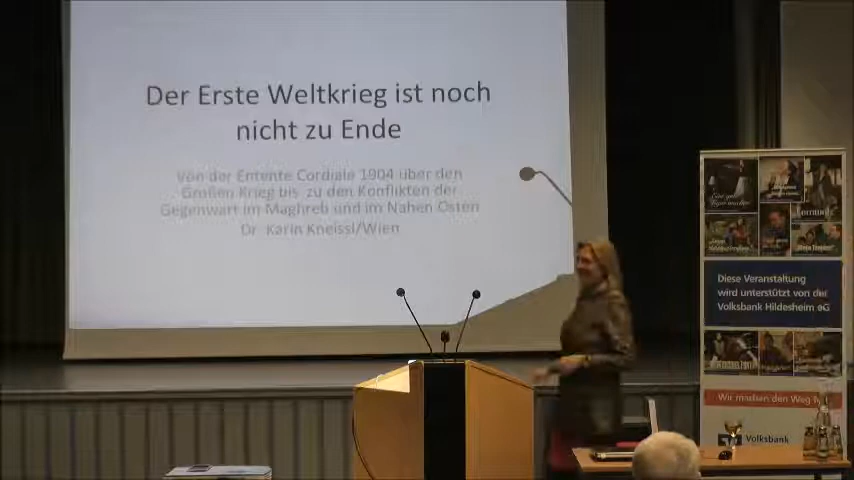 Der Erste Weltkrieg ist noch
nicht zu Ende
Von der Entente Cordiale 1904 über den
Großen Krieg bis zu den Konflikten der
Gegenwart im Maghreb und im Nahen Osten
Dr. Karin Kneissl/Wien
Diese Veranstaltung
wird unterstützt von der
Volksbank Hildesheim eG
Wir machen den Weg
Volksbank